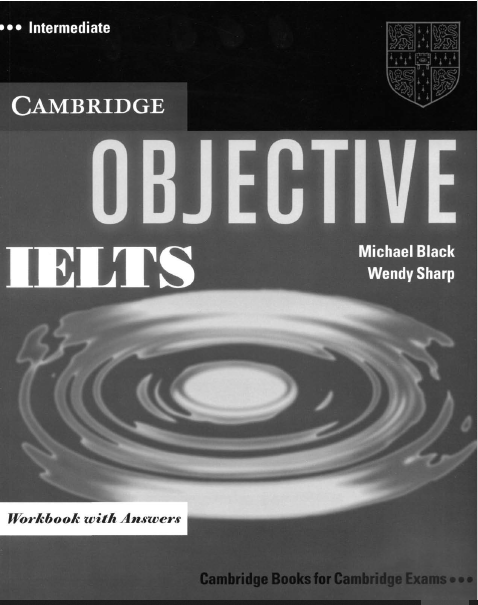 Intermediate
CAMBRIDGE
OBJECTIVE
IELTS
Michael Black
Wendy Sharp
Workbook with Answers
Cambridge Books for Cambridge Exams